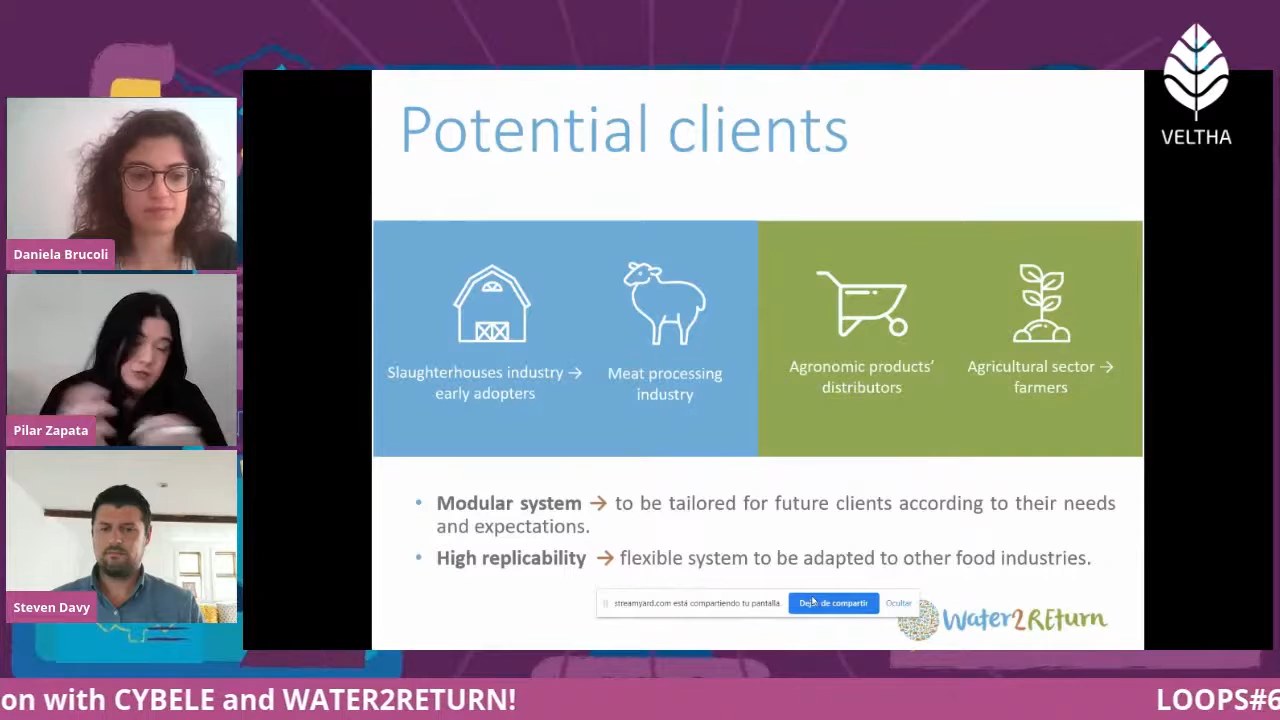 VELTHA
Potential clients
Daniela Brucoli
Pilar Zapata
Steven Davy
Slaughterhouses industry →
early adopters
Meat processing
industry
Agronomic products'
distributors
Agricultural sector →
farmers
• Modular system → to be tailored for future clients according to their needs
and expectations.
• High replicability → flexible system to be adapted to other food industries.
streamyard.com está compartiendo tu pantalla.
Dejar de compartir
Ocultar
Water2REturn
on with CYBELE and WATER2RETURN!
LOOPS#6